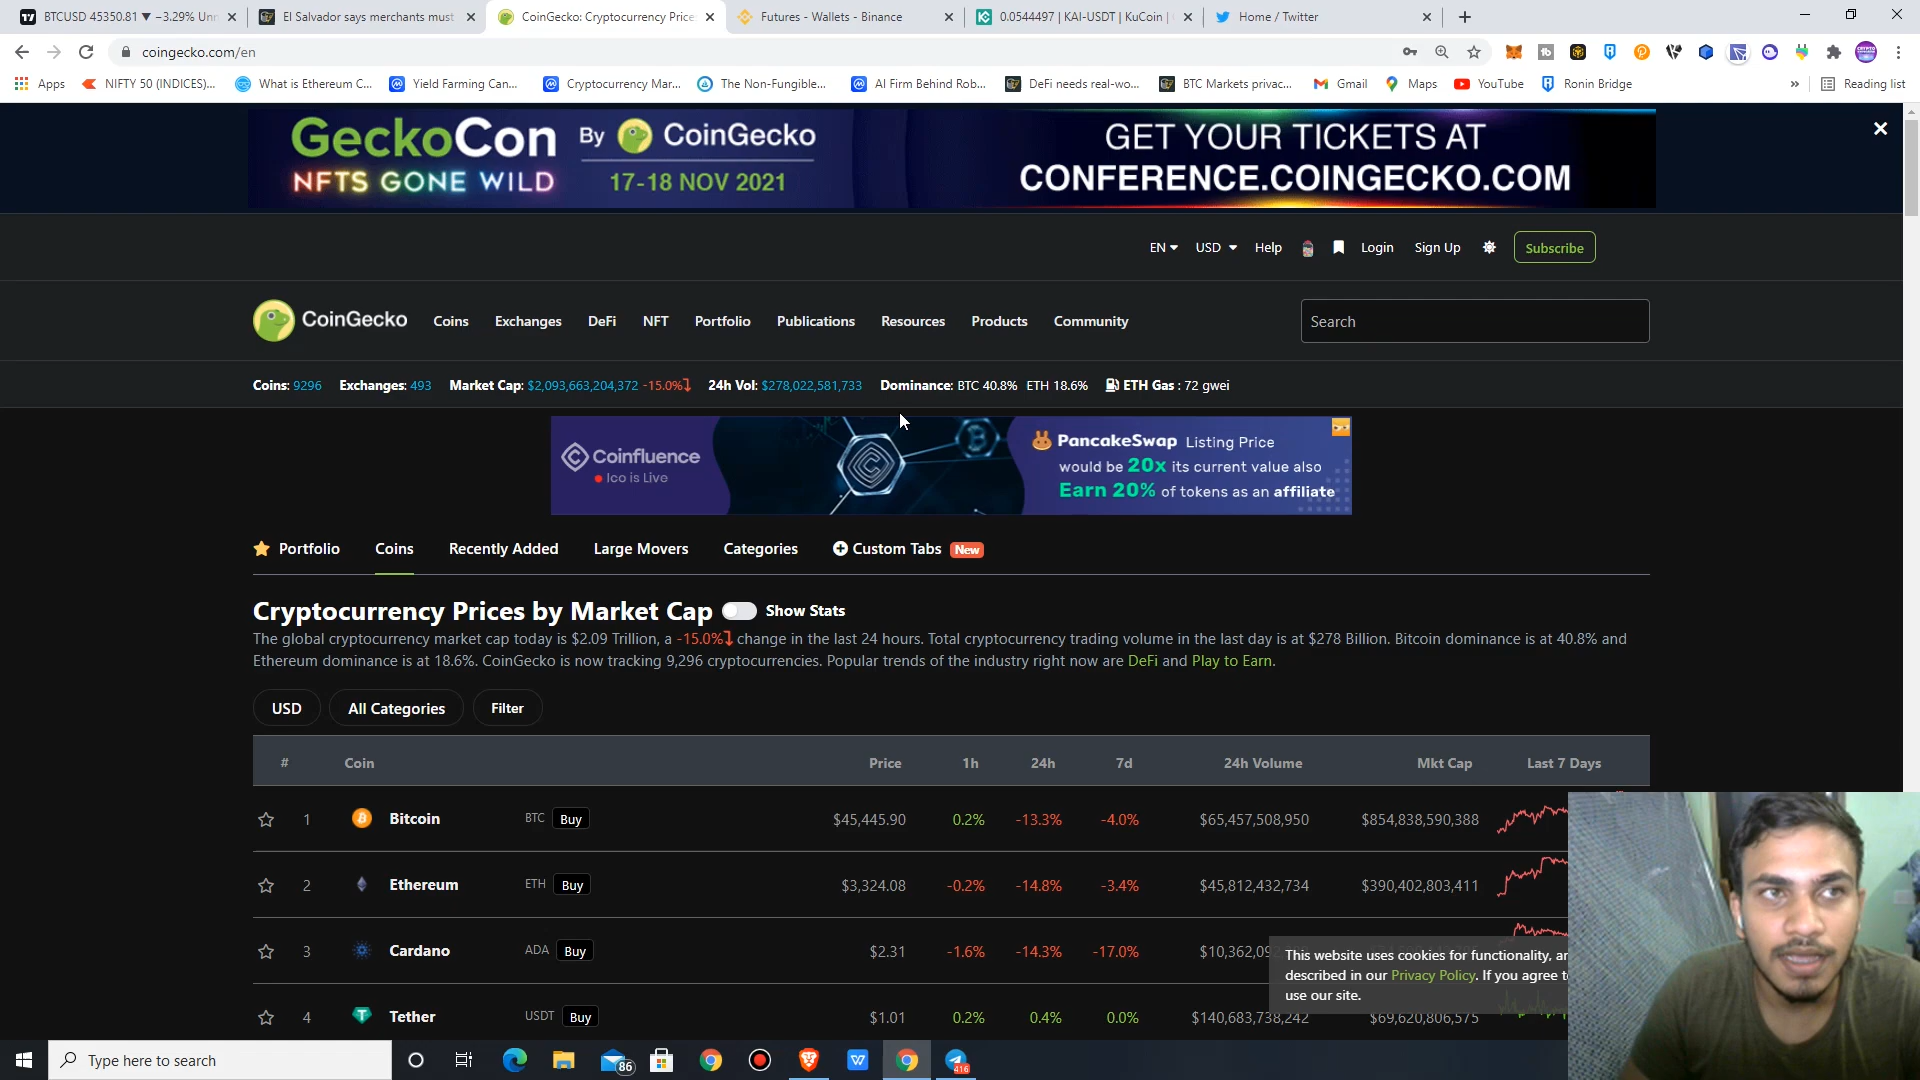 BTCUSD 45350.81 ▼ −3.29% Unn
El Salvador says merchants must
CoinGecko: Cryptocurrency Price
Futures - Wallets - Binance
0.0544497 | KAI-USDT | KuCoin |
Home / Twitter
coingecko.com/en
Apps
NIFTY 50 (INDICES)...
What is Ethereum C...
Yield Farming Can...
Cryptocurrency Mar...
The Non-Fungible...
AI Firm Behind Rob...
DeFi needs real-wo...
BTC Markets privac...
Gmail
Maps
YouTube
Ronin Bridge
»
Reading list
GeckoCon By CoinGecko
NFTS GONE WILD
17-18 NOV 2021
GET YOUR TICKETS AT
CONFERENCE.COINGECKO.COM
EN
USD
Help
Login
Sign Up
Subscribe
CoinGecko
Coins
Exchanges
DeFi
NFT
Portfolio
Publications
Resources
Products
Community
Search
Coins: 9296 Exchanges: 493 Market Cap: $2,093,663,204,372 -15.0% 24h Vol: $278,022,581,733 Dominance: BTC 40.8% ETH 18.6% ETH Gas : 72 gwei
Coinfluence
Ico is Live
PancakeSwap Listing Price
would be 20x its current value also
Earn 20% of tokens as an affiliate
Portfolio
Coins
Recently Added
Large Movers
Categories
Custom Tabs New
Cryptocurrency Prices by Market Cap Show Stats
The global cryptocurrency market cap today is $2.09 Trillion, a -15.0% change in the last 24 hours. Total cryptocurrency trading volume in the last day is at $278 Billion. Bitcoin dominance is at 40.8% and
Ethereum dominance is at 18.6%. CoinGecko is now tracking 9,296 cryptocurrencies. Popular trends of the industry right now are DeFi and Play to Earn.
USD
All Categories
Filter
# Coin Price 1h 24h 7d 24h Volume Mkt Cap Last 7 Days
1 Bitcoin BTC Buy $45,445.90 0.2% -13.3% -4.0% $65,457,508,950 $854,838,590,388
2 Ethereum ETH Buy $3,324.08 -0.2% -14.8% -3.4% $45,812,432,734 $390,402,803,411
3 Cardano ADA Buy $2.31 -1.6% -14.3% -17.0% $10,362,09
4 Tether USDT Buy $1.01 0.2% 0.4% 0.0% $140,683,738,242 $69,620,806,575
This website uses cookies for functionality, an
described in our Privacy Policy. If you agree t
use our site.
Type here to search
86
416